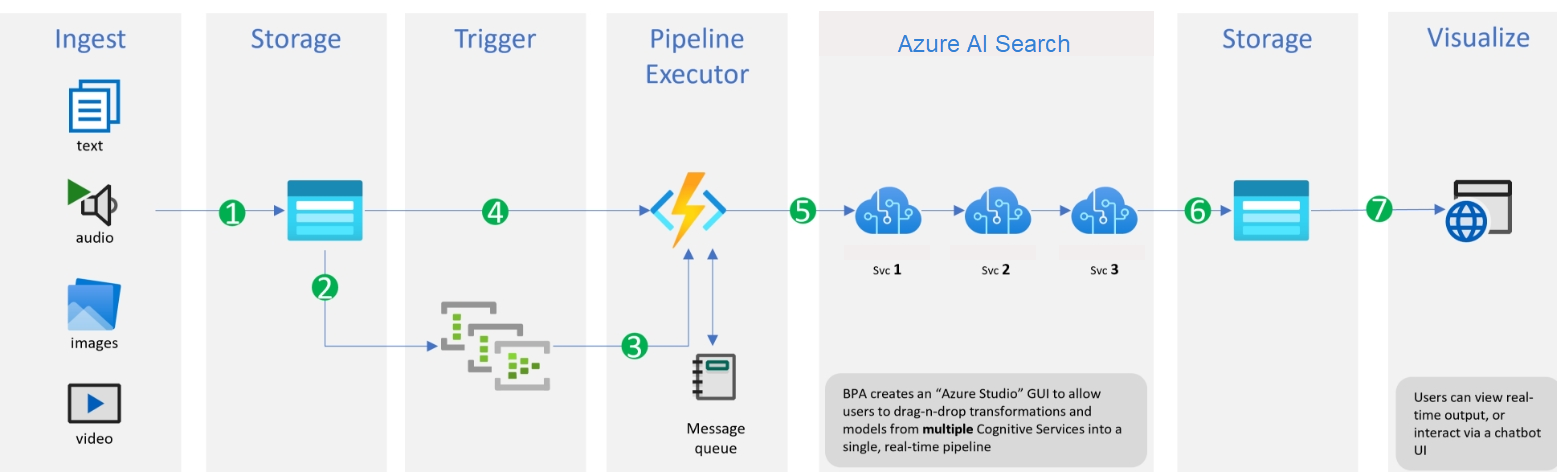 Ingest
Storage
Trigger
Pipeline
Executor
Azure AI Search
Storage
Visualize
text
audio
images
video
1
2
3
4
5
6
7
Message
queue
Svc 1
Svc 2
Svc 3
BPA creates an “Azure Studio” GUI to allow
users to drag-n-drop transformations and
models from multiple Cognitive Services into a
single, real-time pipeline
Users can view real-
time output, or
interact via a chatbot
UI